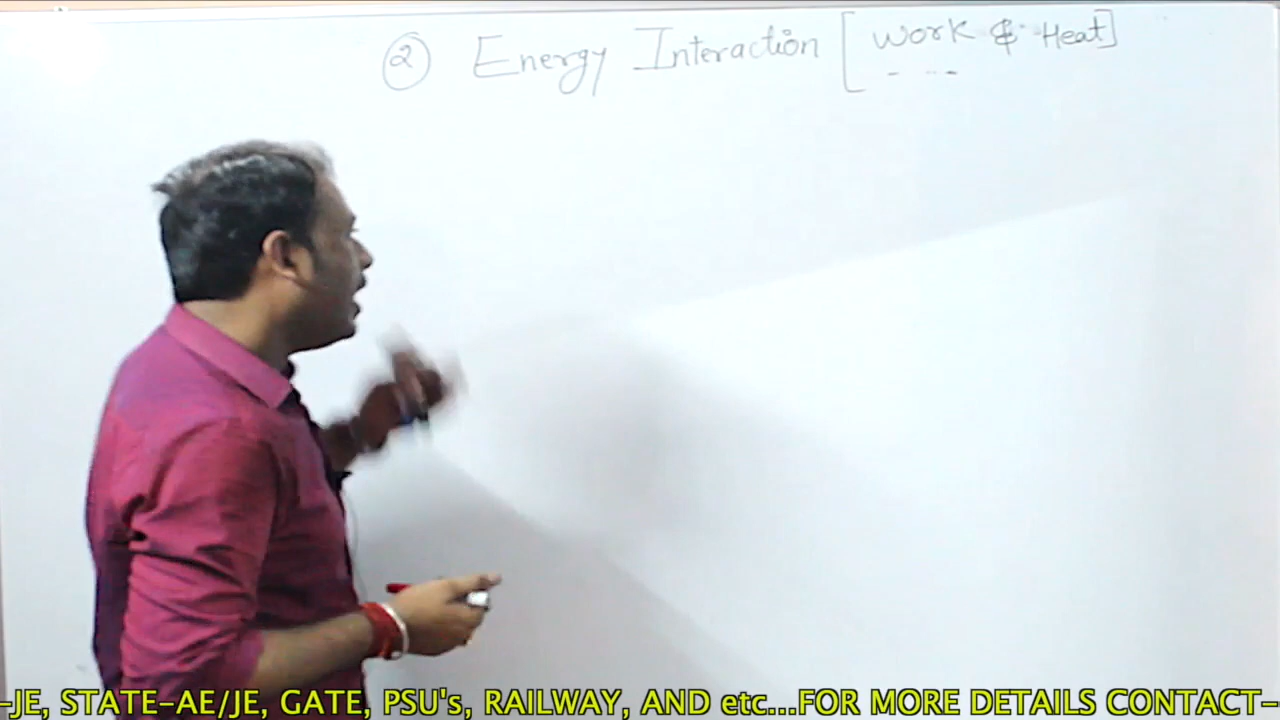 ② Energy Interaction [Work & Heat]
-JE, STATE-AE/JE, GATE, PSU's, RAILWAY, AND etc...FOR MORE DETAILS CONTACT-